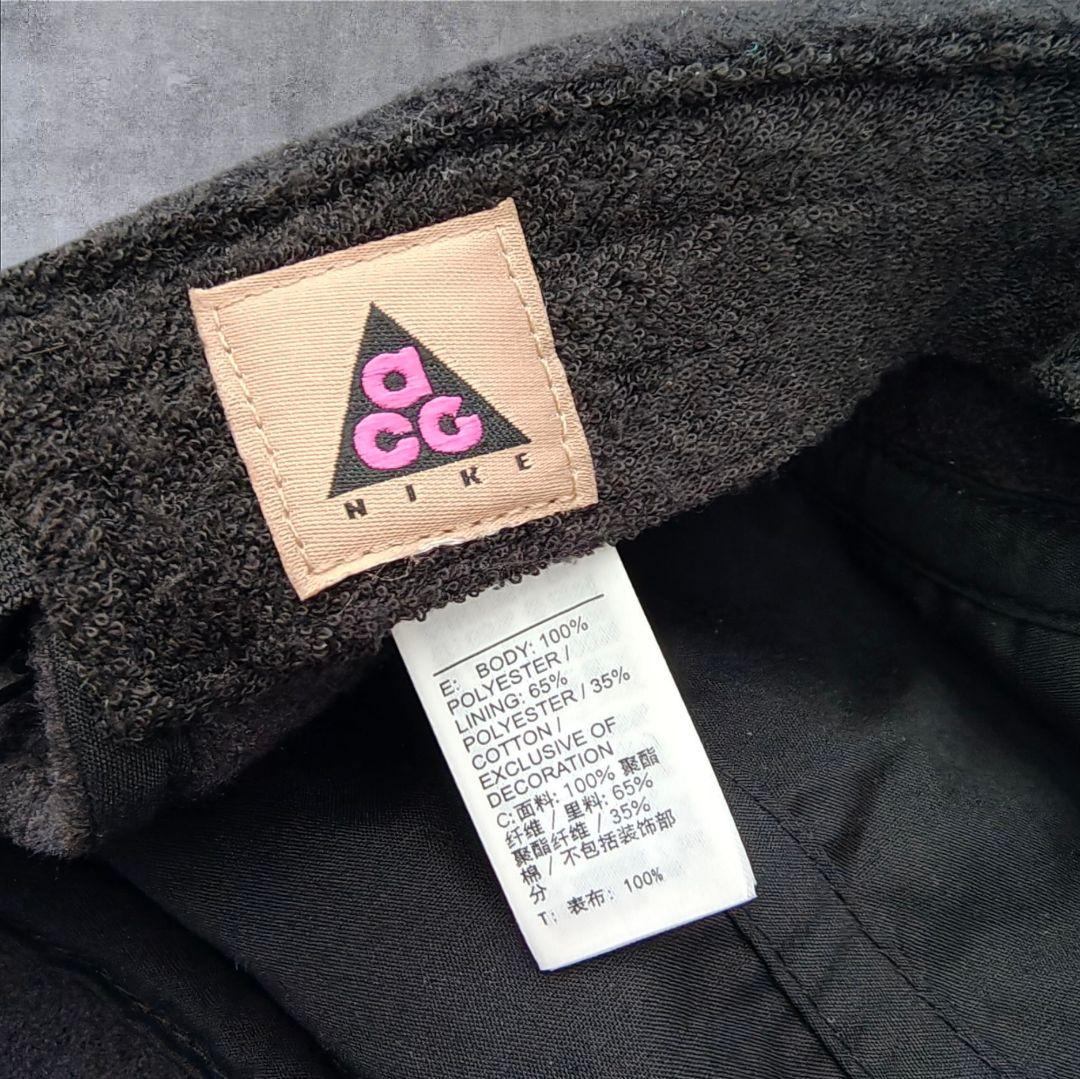 a
cc
NIKE
E: BODY: 100%
POLYESTER /
LINING: 65%
POLYESTER / 35%
COTTON /
EXCLUSIVE OF
DECORATION
C:面料: 100% 聚酯
纤维 / 里料: 65%
聚酯纤维 / 35%
棉 / 不包括装饰部
分
T: 表布: 100%